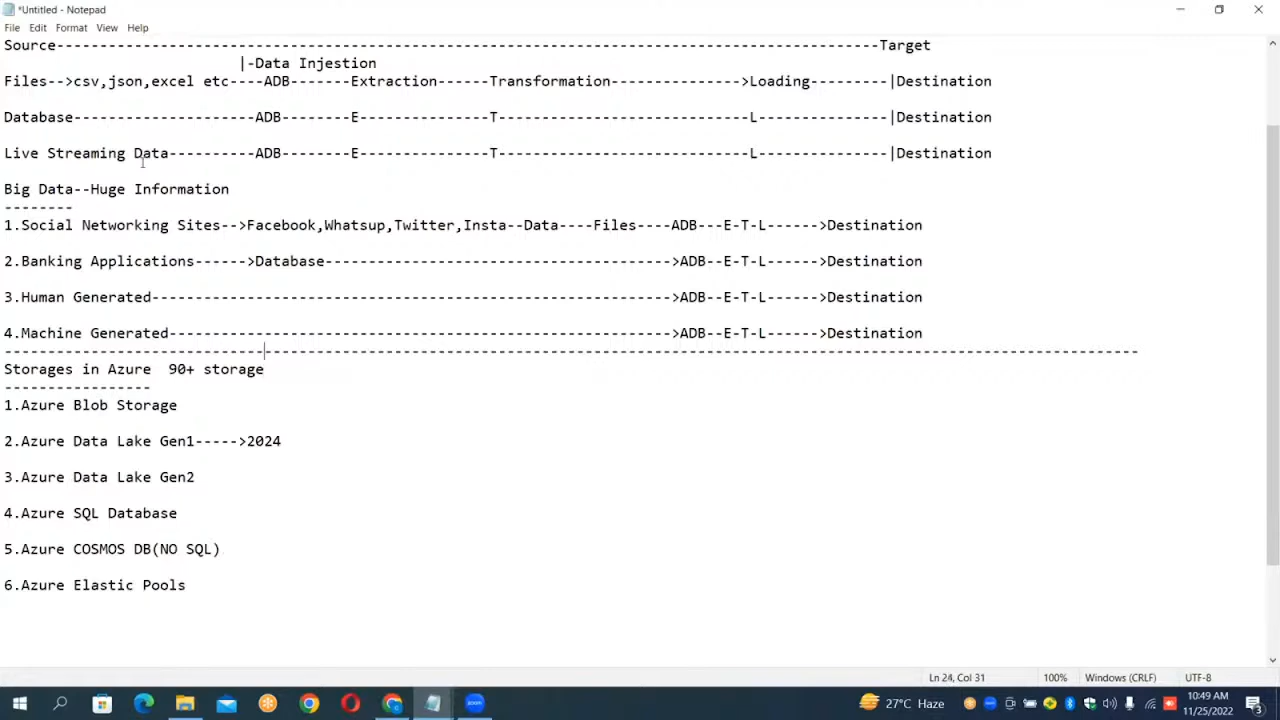 *Untitled - Notepad
File Edit Format View Help
Source-----------------------------------------------------------------------------------------------Target
|-Data Injestion
Files-->csv,json,excel etc----ADB-------Extraction------Transformation--------------->Loading---------|Destination
Database---------------------ADB--------E---------------T-----------------------------L---------------|Destination
Live Streaming Data----------ADB--------E---------------T-----------------------------L---------------|Destination
Big Data--Huge Information
--------
1.Social Networking Sites-->Facebook,Whatsup,Twitter,Insta--Data----Files----ADB---E-T-L------>Destination
2.Banking Applications------>Database---------------------------------------->ADB--E-T-L------>Destination
3.Human Generated------------------------------------------------------------>ADB--E-T-L------>Destination
4.Machine Generated---------------------------------------------------------->ADB--E-T-L------>Destination
-----------------------------------------------------------------------------------------------------------------------------------
Storages in Azure  90+ storage
-----------------
1.Azure Blob Storage
2.Azure Data Lake Gen1----->2024
3.Azure Data Lake Gen2
4.Azure SQL Database
5.Azure COSMOS DB(NO SQL)
6.Azure Elastic Pools
Ln 24, Col 31 100% Windows (CRLF) UTF-8
27°C Haze 10:49 AM
11/25/2022
3